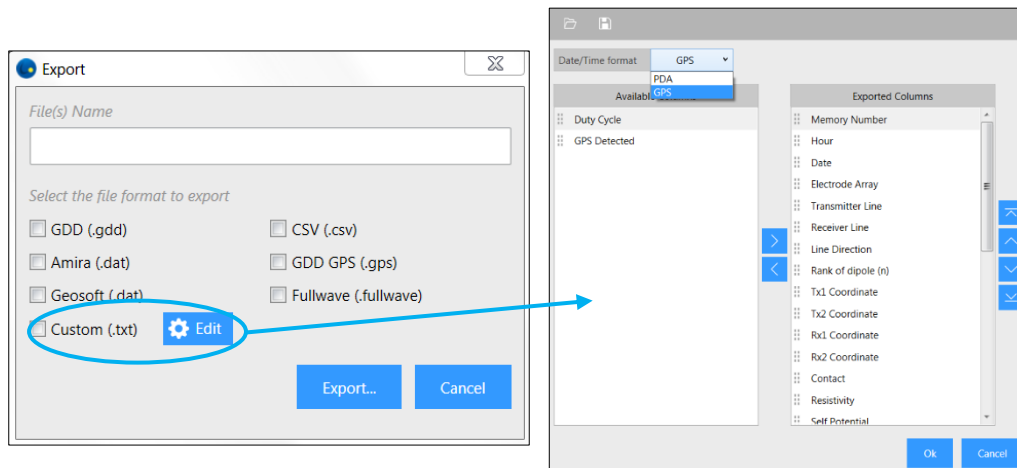 Export
File(s) Name
Select the file format to export
GDD (.gdd)
CSV (.csv)
Amira (.dat)
GDD GPS (.gps)
Geosoft (.dat)
Fullwave (.fullwave)
Custom (.txt)
Edit
Export...
Cancel
Date/Time format
GPS
PDA
GPS
Available Columns
Duty Cycle
GPS Detected
Exported Columns
Memory Number
Hour
Date
Electrode Array
Transmitter Line
Receiver Line
Line Direction
Rank of dipole (n)
Tx1 Coordinate
Tx2 Coordinate
Rx1 Coordinate
Rx2 Coordinate
Contact
Resistivity
Self Potential
Ok
Cancel